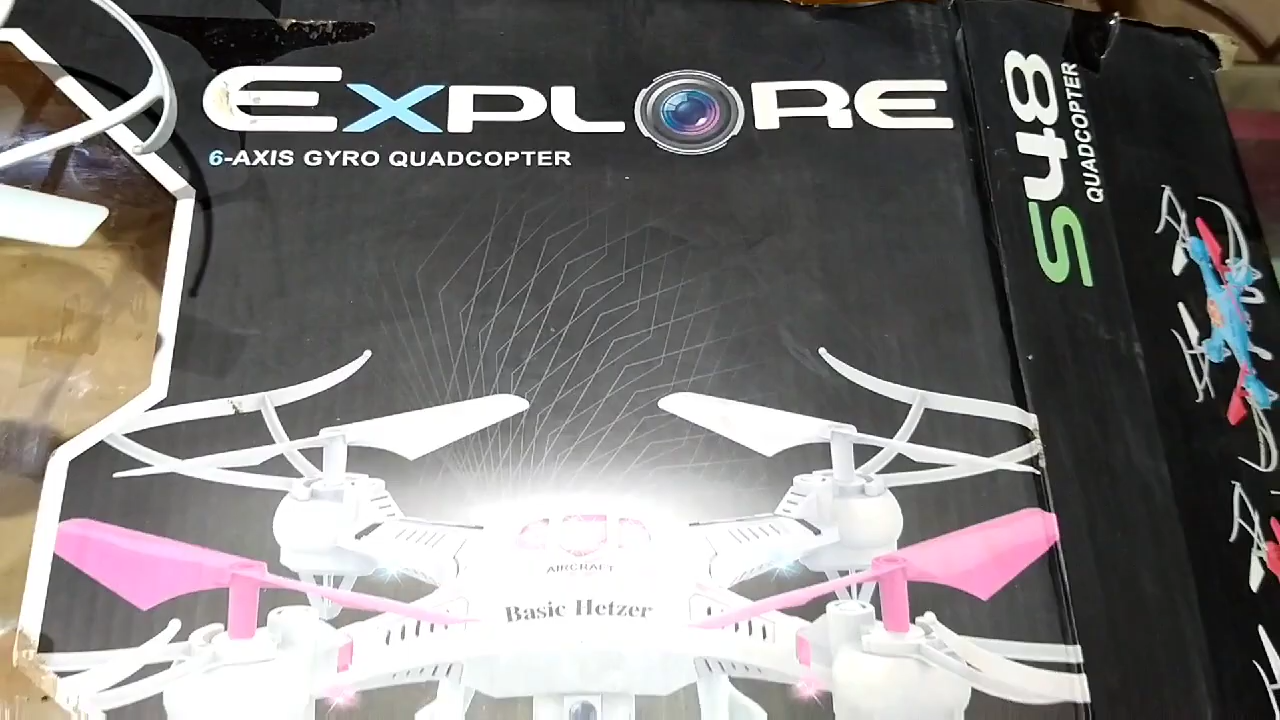 EXPLORE
6-AXIS GYRO QUADCOPTER
AIRCRAFT
Basic Hetzer
S48
QUADCOPTER